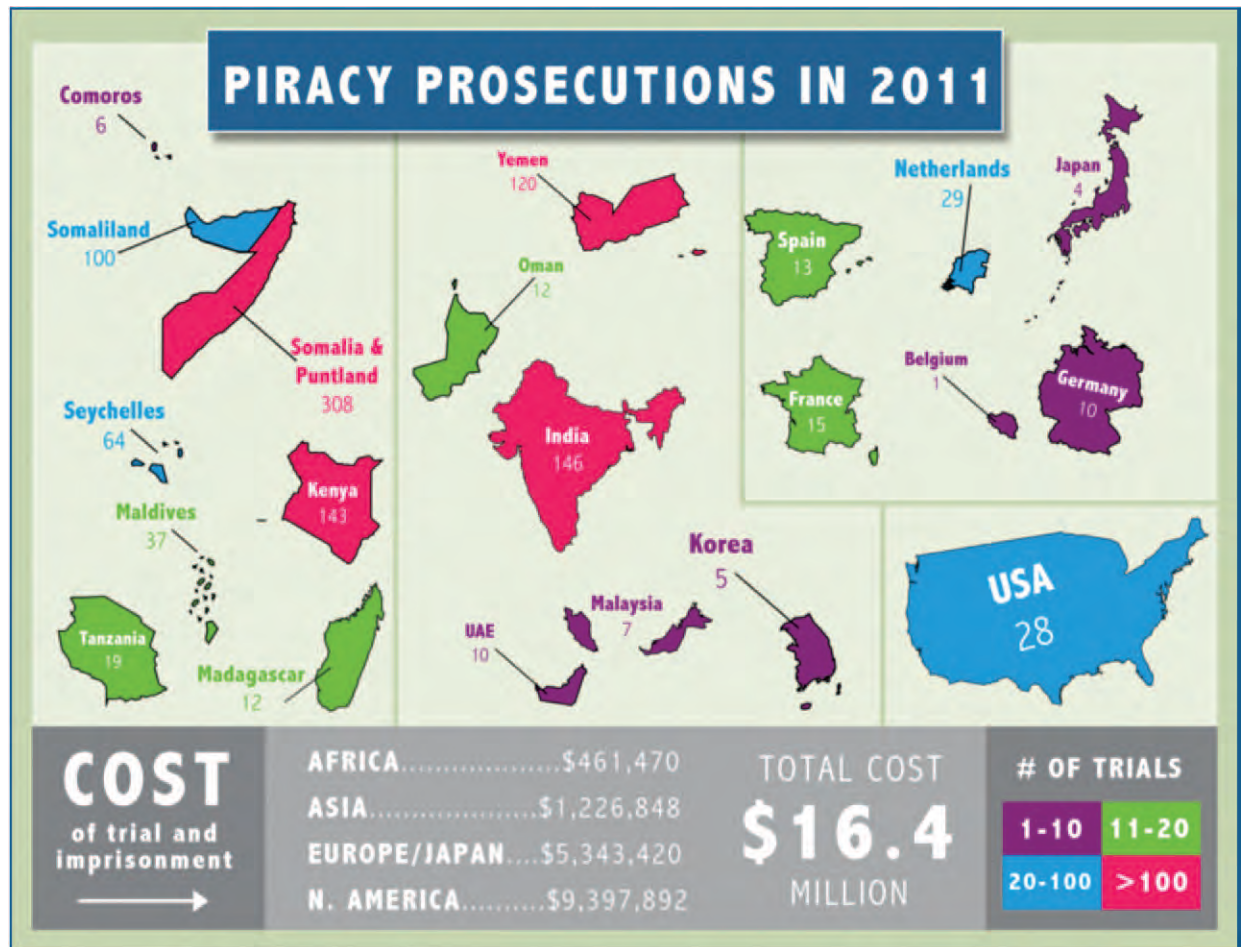 PIRACY PROSECUTIONS IN 2011
Comoros
6
Somaliland
100
Somalia &
Puntland
308
Seychelles
64
Kenya
143
Maldives
37
Tanzania
19
Madagascar
12
Yemen
120
Oman
12
India
146
Malaysia
7
UAE
10
Korea
5
Netherlands
29
Japan
4
Spain
13
Belgium
1
Germany
10
France
15
USA
28
COST
of trial and
imprisonment
AFRICA....................$461,470
ASIA.....................$1,226,848
EUROPE/JAPAN....$5,343,420
N. AMERICA..........$9,397,892
TOTAL COST
$16.4
MILLION
# OF TRIALS
1-10 11-20
20-100 >100